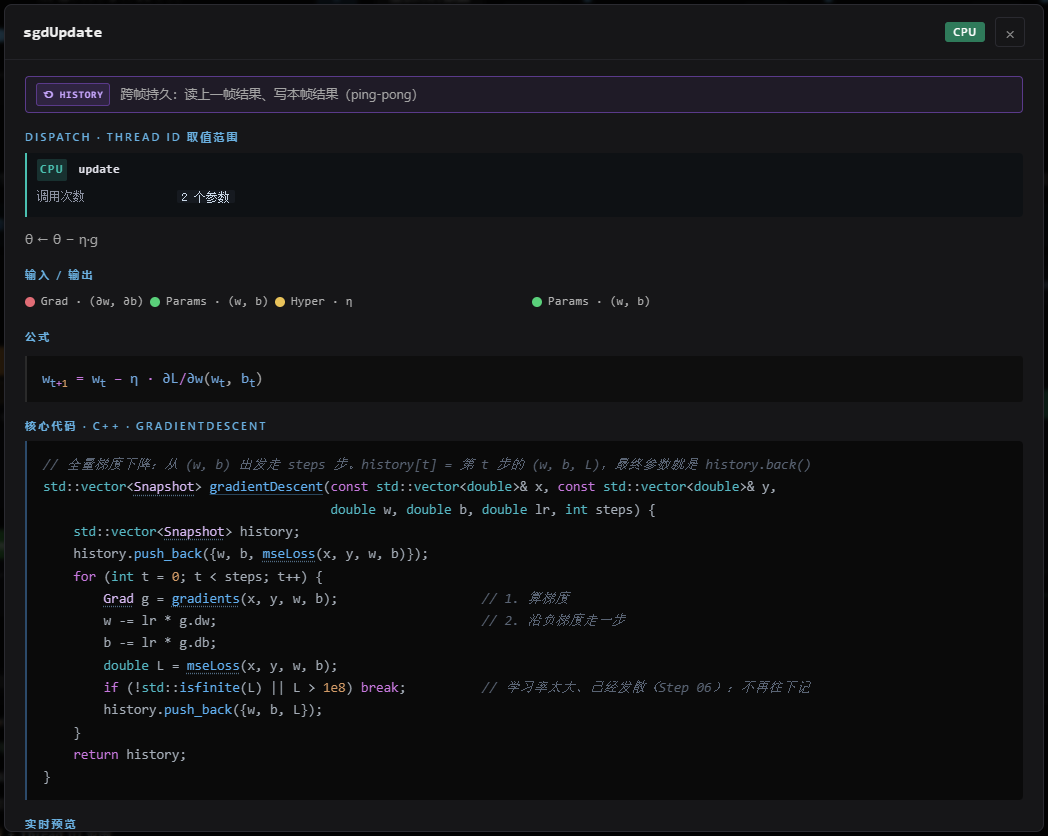 sgdUpdate
CPU
×
HISTORY 跨帧持久：读上一帧结果、写本帧结果（ping-pong）
DISPATCH · THREAD ID 取值范围
CPU update
调用次数 2 个参数
θ ← θ − η·g
输入 / 输出
Grad · (∂w, ∂b) Params · (w, b) Hyper · η Params · (w, b)
公式
wt+1 = wt − η · ∂L/∂w(wt, bt)
核心代码 · C++ · GRADIENTDESCENT
// 全量梯度下降：从 (w, b) 出发走 steps 步。history[t] = 第 t 步的 (w, b, L)，最终参数就是 history.back()
std::vector<Snapshot> gradientDescent(const std::vector<double>& x, const std::vector<double>& y,
double w, double b, double lr, int steps) {
std::vector<Snapshot> history;
history.push_back({w, b, mseLoss(x, y, w, b)});
for (int t = 0; t < steps; t++) {
Grad g = gradients(x, y, w, b); // 1. 算梯度
w -= lr * g.dw; // 2. 沿负梯度走一步
b -= lr * g.db;
double L = mseLoss(x, y, w, b);
if (!std::isfinite(L) || L > 1e8) break; // 学习率太大、已经发散（Step 06）：不再往下记
history.push_back({w, b, L});
}
return history;
}
实时预览